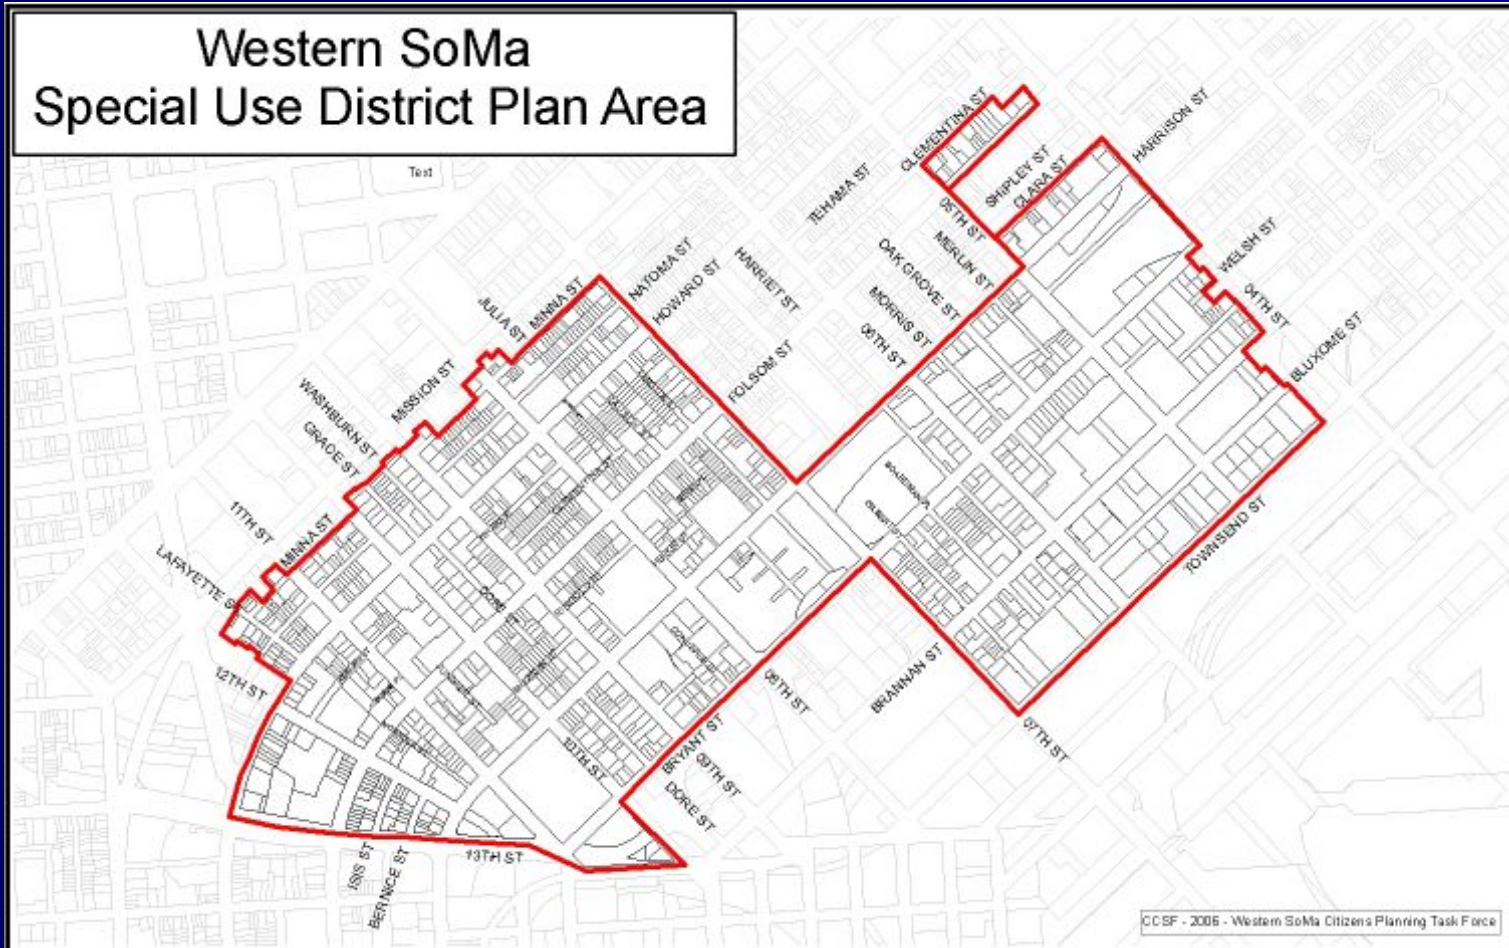 Western SoMa
Special Use District Plan Area
Text
CLEMENTINA ST
HARRISON ST
SHIPLEY ST
CLARA ST
TEHAMA ST
05TH ST
MERLIN ST
OAK GROVE ST
MORRIS ST
06TH ST
WELSH ST
04TH ST
BLUXOME ST
NATOMA ST
HOWARD ST
HARRIET ST
MINNA ST
JULIA ST
FOLSOM ST
MISSION ST
WASHBURN ST
GRACE ST
11TH ST
MINNA ST
LAFAYETTE S
12TH ST
TOWNSEND ST
BRANNAN ST
08TH ST
07TH ST
BRYANT ST
09TH ST
DORE ST
10TH ST
13TH ST
ISIS ST
BERNICE ST
CCSF - 2006 - Western SoMa Citizens Planning Task Force